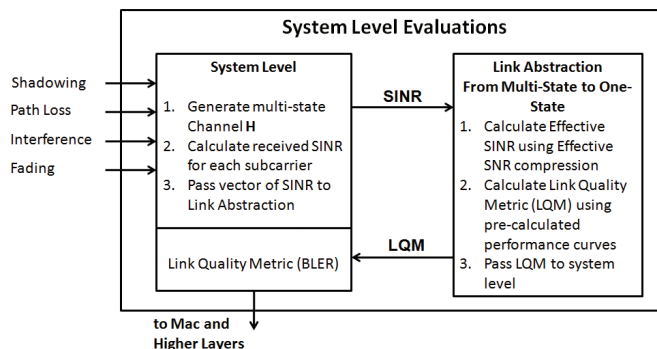 System Level Evaluations
Shadowing
Path Loss
Interference
Fading
System Level
1. Generate multi-state
Channel H
2. Calculate received SINR
for each subcarrier
3. Pass vector of SINR to
Link Abstraction
Link Quality Metric (BLER)
SINR
LQM
Link Abstraction
From Multi-State to One-
State
1. Calculate Effective
SINR using Effective
SNR compression
2. Calculate Link Quality
Metric (LQM) using
pre-calculated
performance curves
3. Pass LQM to system
level
to Mac and
Higher Layers